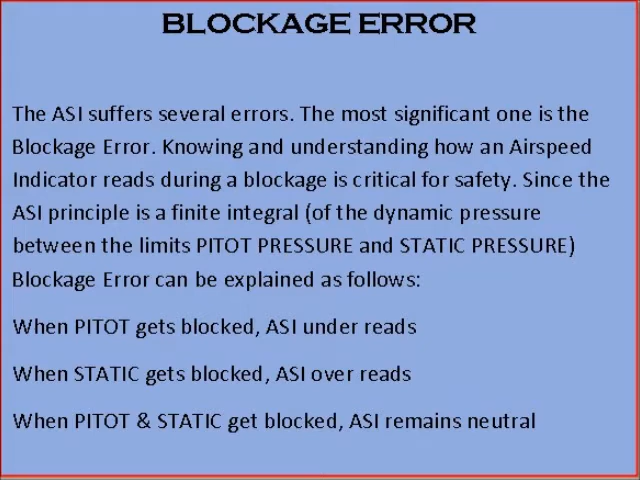 BLOCKAGE ERROR
The ASI suffers several errors. The most significant one is the
Blockage Error. Knowing and understanding how an Airspeed
Indicator reads during a blockage is critical for safety. Since the
ASI principle is a finite integral (of the dynamic pressure
between the limits PITOT PRESSURE and STATIC PRESSURE)
Blockage Error can be explained as follows:
When PITOT gets blocked, ASI under reads
When STATIC gets blocked, ASI over reads
When PITOT & STATIC get blocked, ASI remains neutral